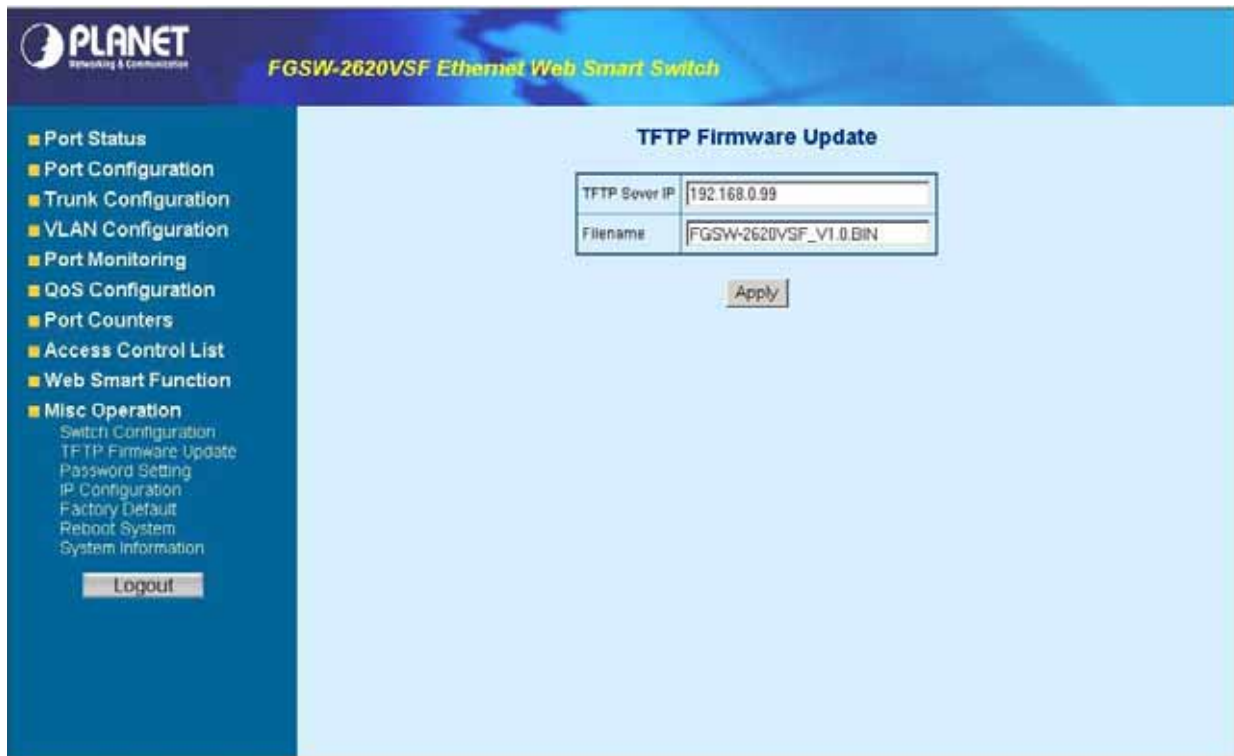 PLANET
Networking & Communication
FGSW-2620VSF Ethernet Web Smart Switch
Port Status
Port Configuration
Trunk Configuration
VLAN Configuration
Port Monitoring
QoS Configuration
Port Counters
Access Control List
Web Smart Function
Misc Operation
Switch Configuration
TFTP Firmware Update
Password Setting
IP Configuration
Factory Default
Reboot System
System Information
Logout
TFTP Firmware Update
TFTP Sever IP 192.168.0.99
Filename FGSW-2620VSF_V1.0.BIN
Apply